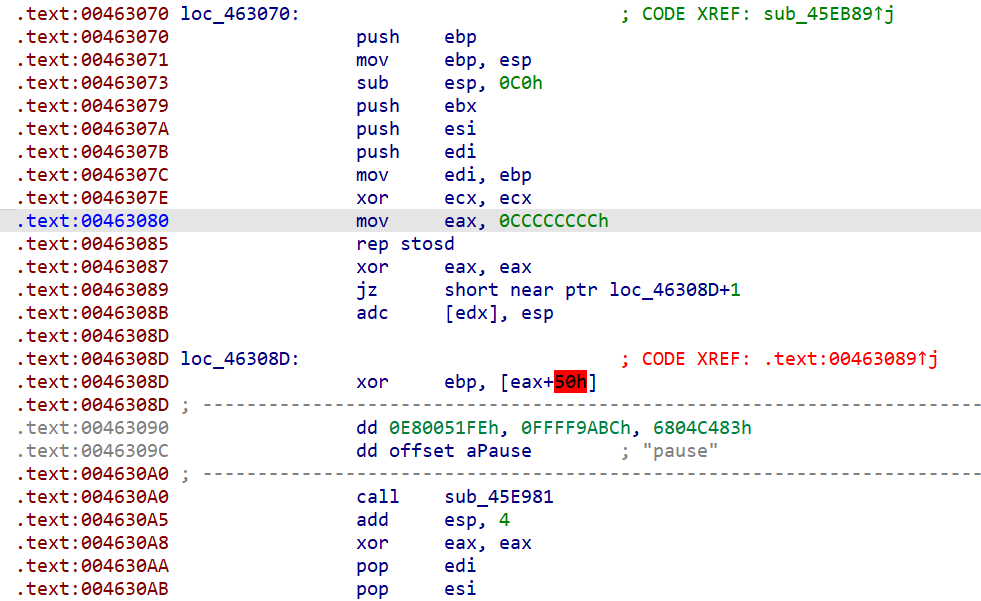 .text:00463070 loc_463070: ; CODE XREF: sub_45EB89↑j
.text:00463070 push ebp
.text:00463071 mov ebp, esp
.text:00463073 sub esp, 0C0h
.text:00463079 push ebx
.text:0046307A push esi
.text:0046307B push edi
.text:0046307C mov edi, ebp
.text:0046307E xor ecx, ecx
.text:00463080 mov eax, 0CCCCCCCCh
.text:00463085 rep stosd
.text:00463087 xor eax, eax
.text:00463089 jz short near ptr loc_46308D+1
.text:0046308B adc [edx], esp
.text:0046308D
.text:0046308D loc_46308D: ; CODE XREF: .text:00463089↑j
.text:0046308D xor ebp, [eax+50h]
.text:0046308D ; ---------------------------------------------------------------------------
.text:00463090 dd 0E80051FEh, 0FFFF9ABCh, 6804C483h
.text:0046309C dd offset aPause ; "pause"
.text:004630A0 ; ---------------------------------------------------------------------------
.text:004630A0 call sub_45E981
.text:004630A5 add esp, 4
.text:004630A8 xor eax, eax
.text:004630AA pop edi
.text:004630AB pop esi